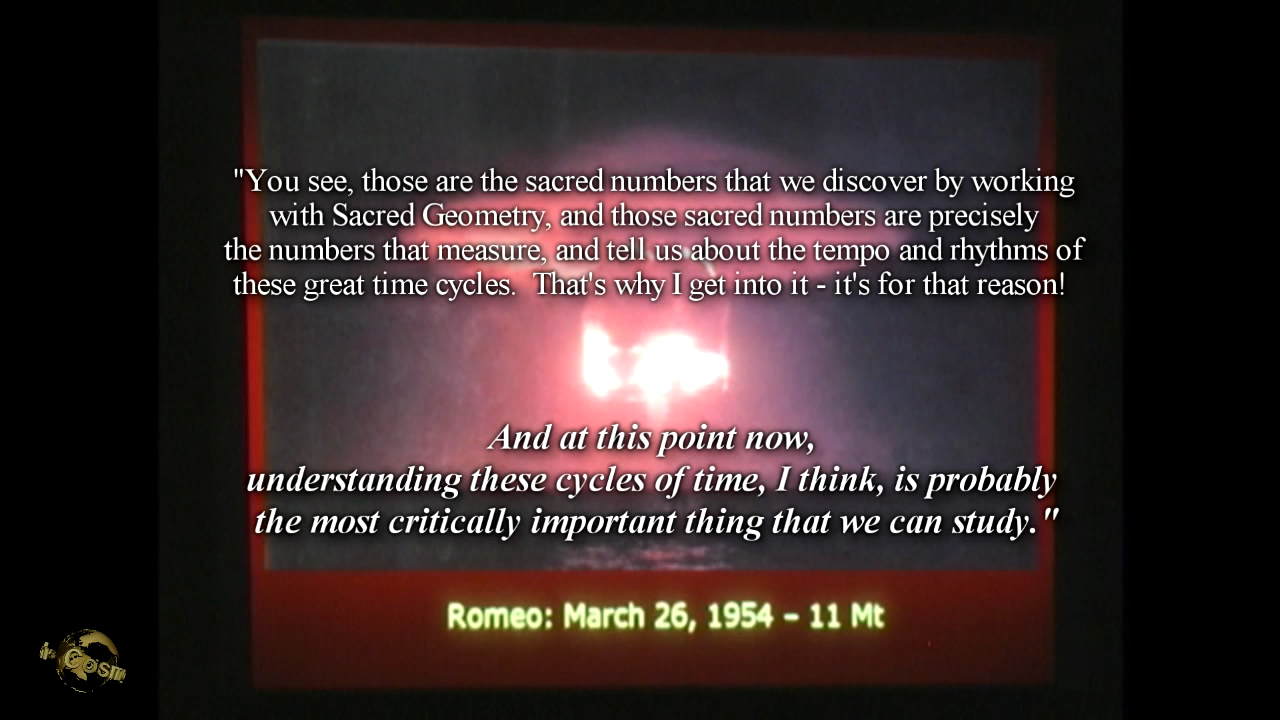 "You see, those are the sacred numbers that we discover by working
with Sacred Geometry, and those sacred numbers are precisely
the numbers that measure, and tell us about the tempo and rhythms of
these great time cycles.  That's why I get into it - it's for that reason!
And at this point now,
understanding these cycles of time, I think, is probably
the most critically important thing that we can study."
Romeo: March 26, 1954 – 11 Mt